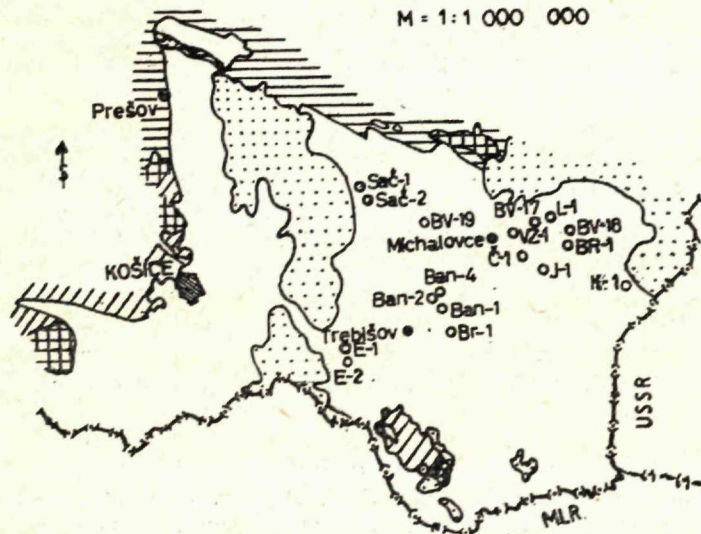 M = 1:1 000 000
Prešov
S
Sač-1
Sač-2
BV-17
L-1
BV-19
BV-18
Michalovce
VZ-1
BR-1
KOŠICE
Č-1
J-1
Ban-4
Ban-2
Ban-1
Trebišov
Br-1
E-1
E-2
USSR
MLR